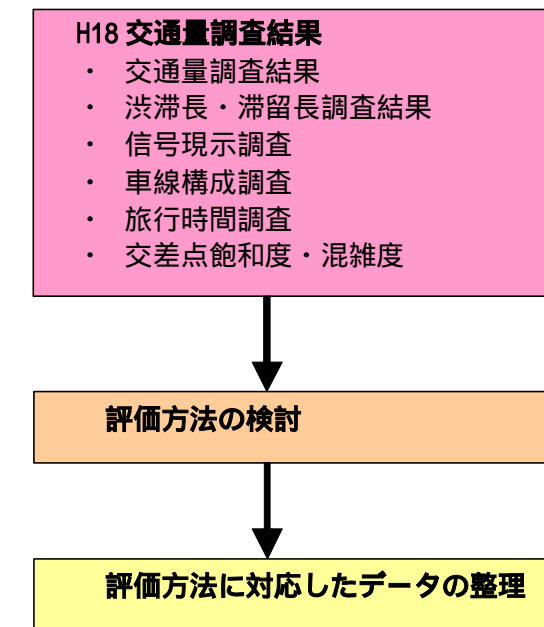 H18 交通量調査結果
・ 交通量調査結果
・ 渋滞長・滞留長調査結果
・ 信号現示調査
・ 車線構成調査
・ 旅行時間調査
・ 交差点飽和度・混雑度
評価方法の検討
評価方法に対応したデータの整理